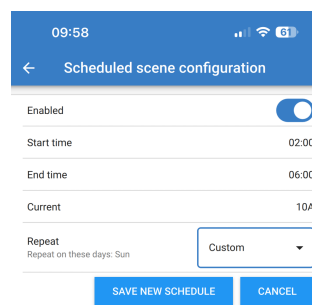 09:58 61
Scheduled scene configuration
Enabled
Start time 02:00
End time 06:00
Current 10A
Repeat
Repeat on these days: Sun
Custom
SAVE NEW SCHEDULE CANCEL